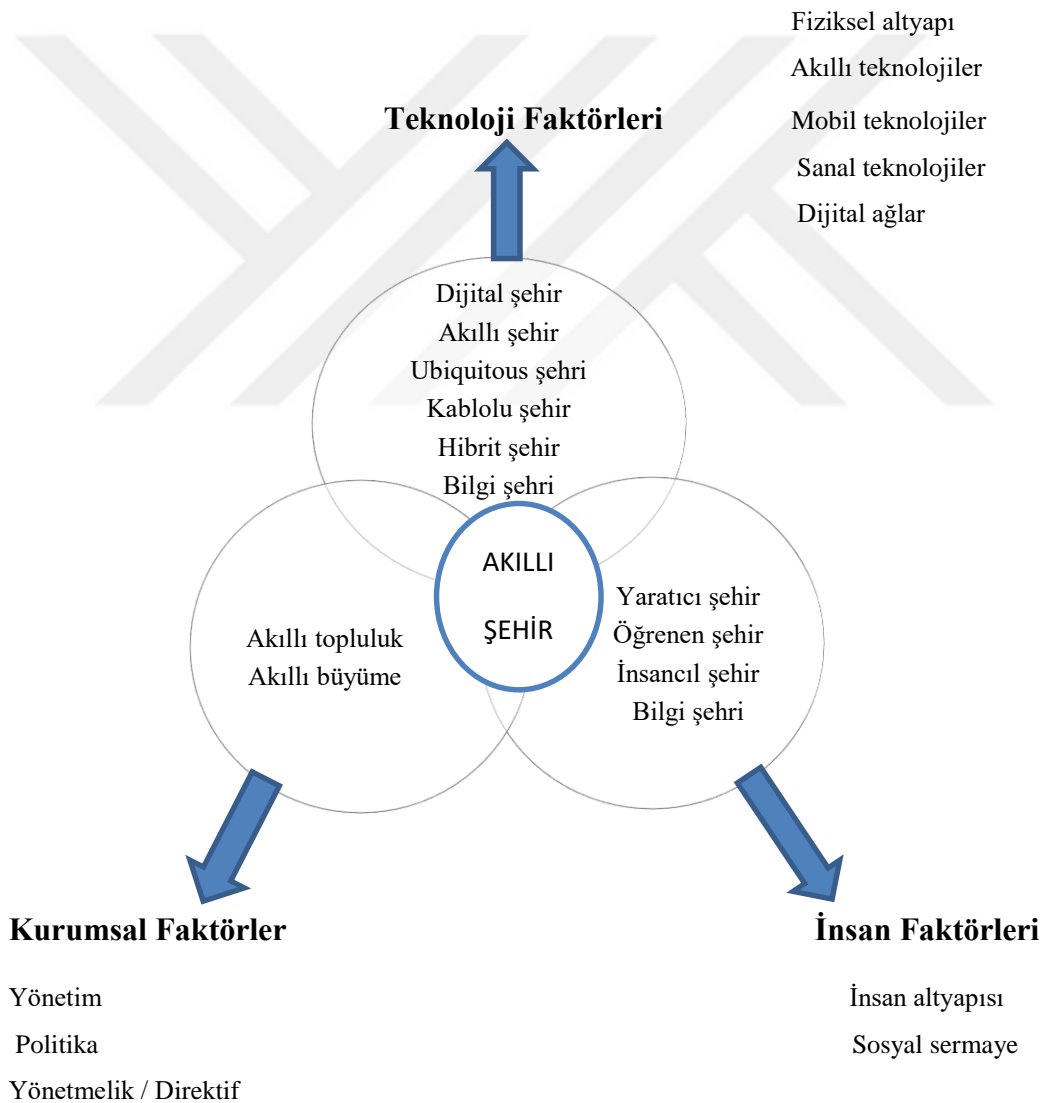 Fiziksel altyapı
Akıllı teknolojiler
Teknoloji Faktörleri
Mobil teknolojiler
Sanal teknolojiler
Dijital ağlar
Dijital şehir
Akıllı şehir
Ubiquitous şehri
Kablolu şehir
Hibrit şehir
Bilgi şehri
AKILLI
ŞEHİR
Akıllı topluluk
Akıllı büyüme
Yaratıcı şehir
Öğrenen şehir
İnsancıl şehir
Bilgi şehri
Kurumsal Faktörler
Yönetim
Politika
Yönetmelik / Direktif
İnsan Faktörleri
İnsan altyapısı
Sosyal sermaye